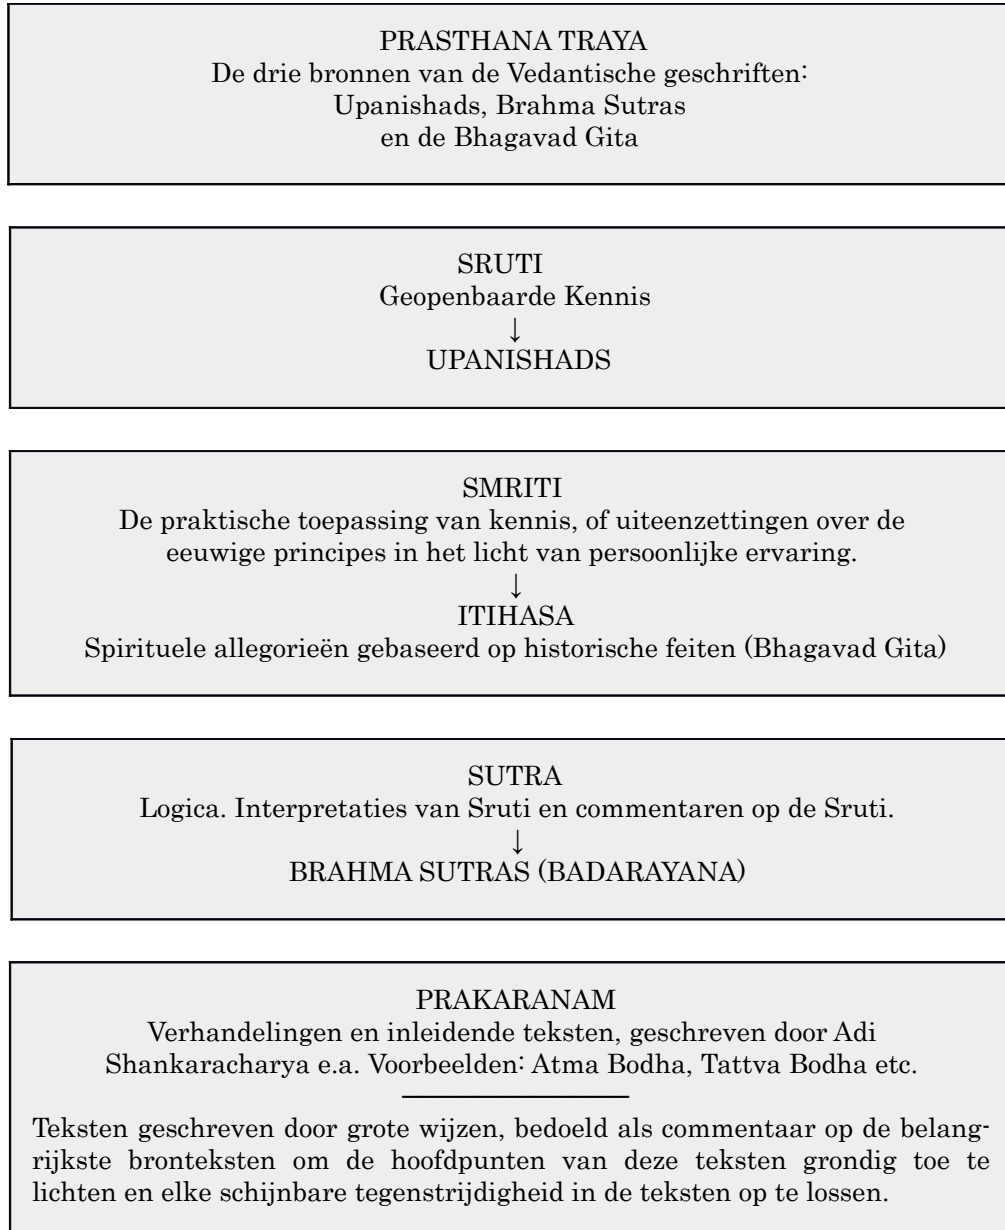 PRASTHANA TRAYA
De drie bronnen van de Vedantische geschriften:
Upanishads, Brahma Sutras
en de Bhagavad Gita
SRUTI
Geopenbaarde Kennis
↓
UPANISHADS
SMRITI
De praktische toepassing van kennis, of uiteenzettingen over de
eeuwige principes in het licht van persoonlijke ervaring.
↓
ITIHASA
Spirituele allegorieën gebaseerd op historische feiten (Bhagavad Gita)
SUTRA
Logica. Interpretaties van Sruti en commentaren op de Sruti.
↓
BRAHMA SUTRAS (BADARAYANA)
PRAKARANAM
Verhandelingen en inleidende teksten, geschreven door Adi
Shankaracharya e.a. Voorbeelden: Atma Bodha, Tattva Bodha etc.
Teksten geschreven door grote wijzen, bedoeld als commentaar op de belang-
rijkste bronteksten om de hoofdpunten van deze teksten grondig toe te
lichten en elke schijnbare tegenstrijdigheid in de teksten op te lossen.